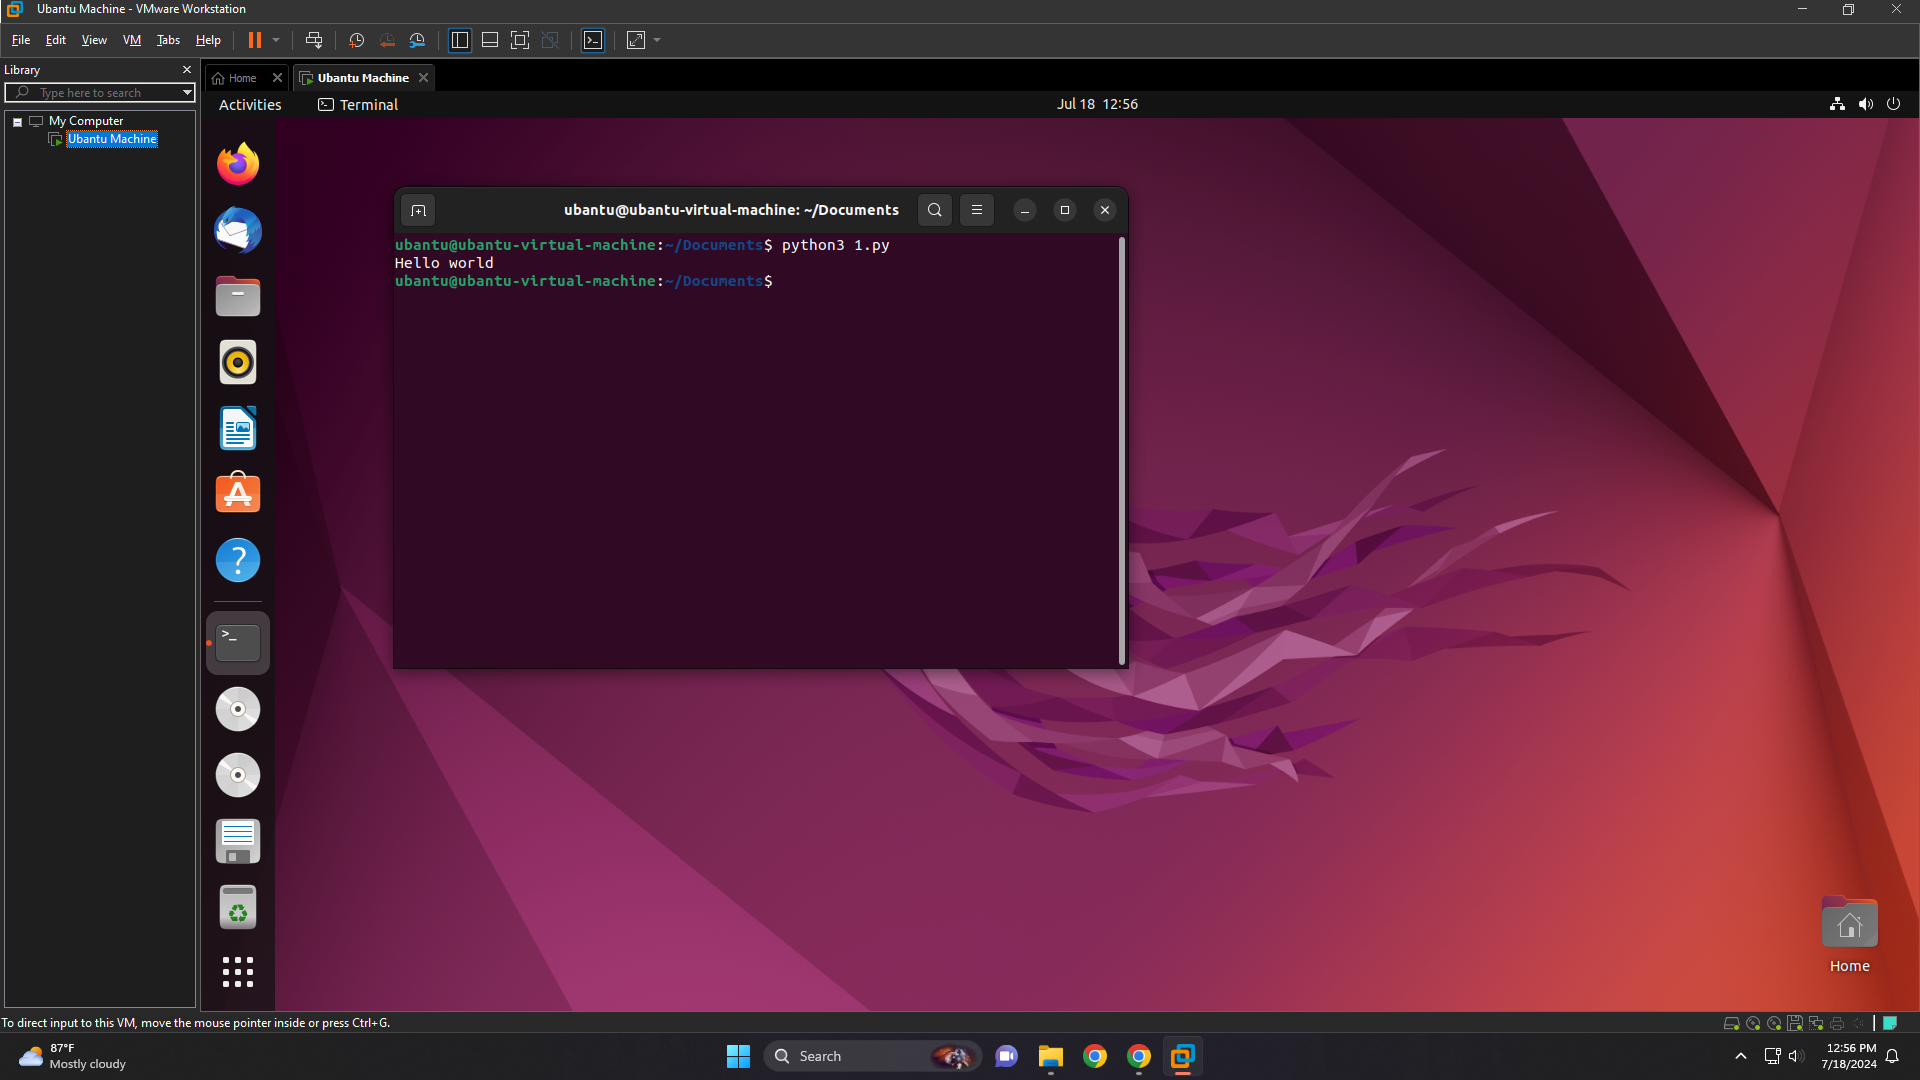 Ubantu Machine - VMware Workstation
File Edit View VM Tabs Help
Library
Type here to search
My Computer
Ubantu Machine
Home
Ubantu Machine
Activities
Terminal
Jul 18 12:56
ubantu@ubantu-virtual-machine: ~/Documents
ubantu@ubantu-virtual-machine:~/Documents$ python3 1.py
Hello world
ubantu@ubantu-virtual-machine:~/Documents$
Home
To direct input to this VM, move the mouse pointer inside or press Ctrl+G.
87°F
Mostly cloudy
Search
12:56 PM
7/18/2024